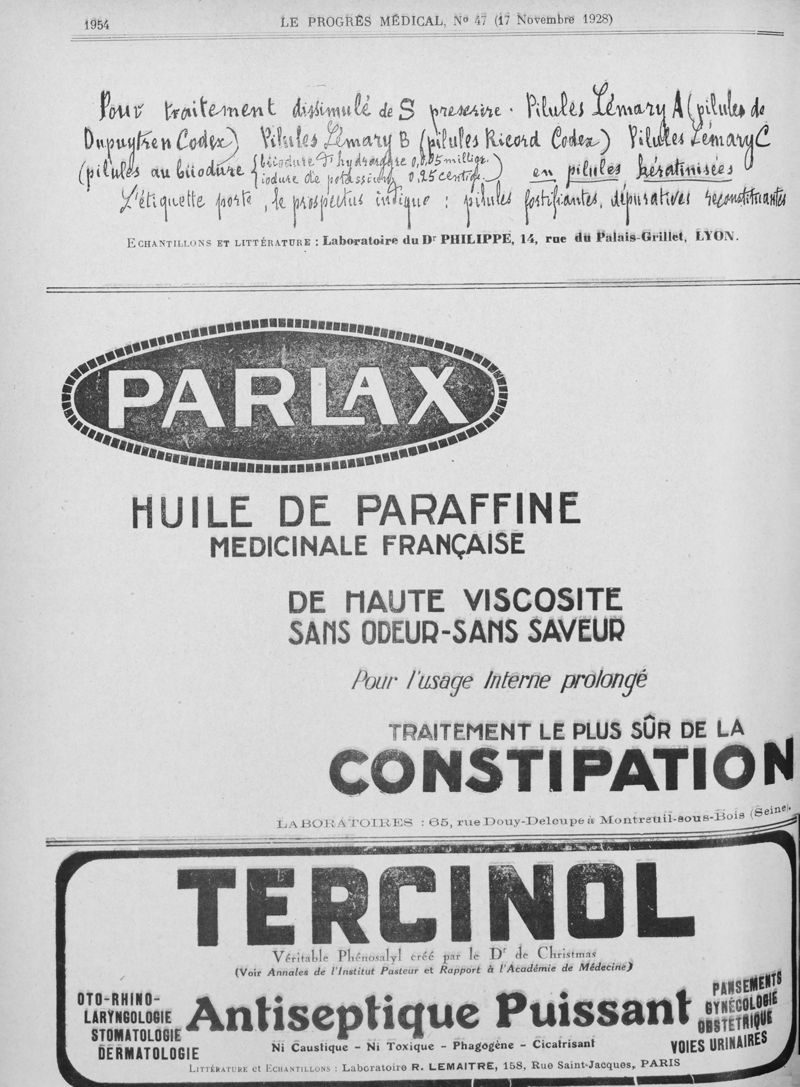 1954
LE PROGRÈS MÉDICAL, No 47 (17 Novembre 1928)
Pour traitement dissimulé de S prescrire. Pilules Lémary A (pilules de
Dupuytren Codex) Pilules Lémary B (pilules Ricord Codex) Pilules Lémary C
(pilules au biiodure { biiodure d'hydrargyre 0,005 milligr.
iodure de potassium 0,25 centigr. ) en pilules kératinisées
L'étiquette porte, le prospectus indique : pilules fortifiantes, dépuratives reconstituantes
ECHANTILLONS ET LITTÉRATURE : Laboratoire du Dr PHILIPPE, 14, rue du Palais-Grillet, LYON.
PARLAX
HUILE DE PARAFFINE
MEDICINALE FRANÇAISE
DE HAUTE VISCOSITE
SANS ODEUR-SANS SAVEUR
Pour l'usage Interne prolongé
TRAITEMENT LE PLUS SÛR DE LA
CONSTIPATION
LABORATOIRES : 65, rue Douy-Delcupe à Montreuil-sous-Bois (Seine).
TERCINOL
Véritable Phénosalyl créé par le Dr de Christmas
(Voir Annales de l'Institut Pasteur et Rapport à l'Académie de Médecine)
OTO-RHINO-
LARYNGOLOGIE
STOMATOLOGIE
DERMATOLOGIE
Antiseptique Puissant
PANSEMENTS
GYNÉCOLOGIE
OBSTÉTRIQUE
VOIES URINAIRES
Ni Caustique - Ni Toxique - Phagogène - Cicatrisant
LITTÉRATURE ET ECHANTILLONS : Laboratoire R. LEMAITRE, 158, Rue Saint-Jacques, PARIS